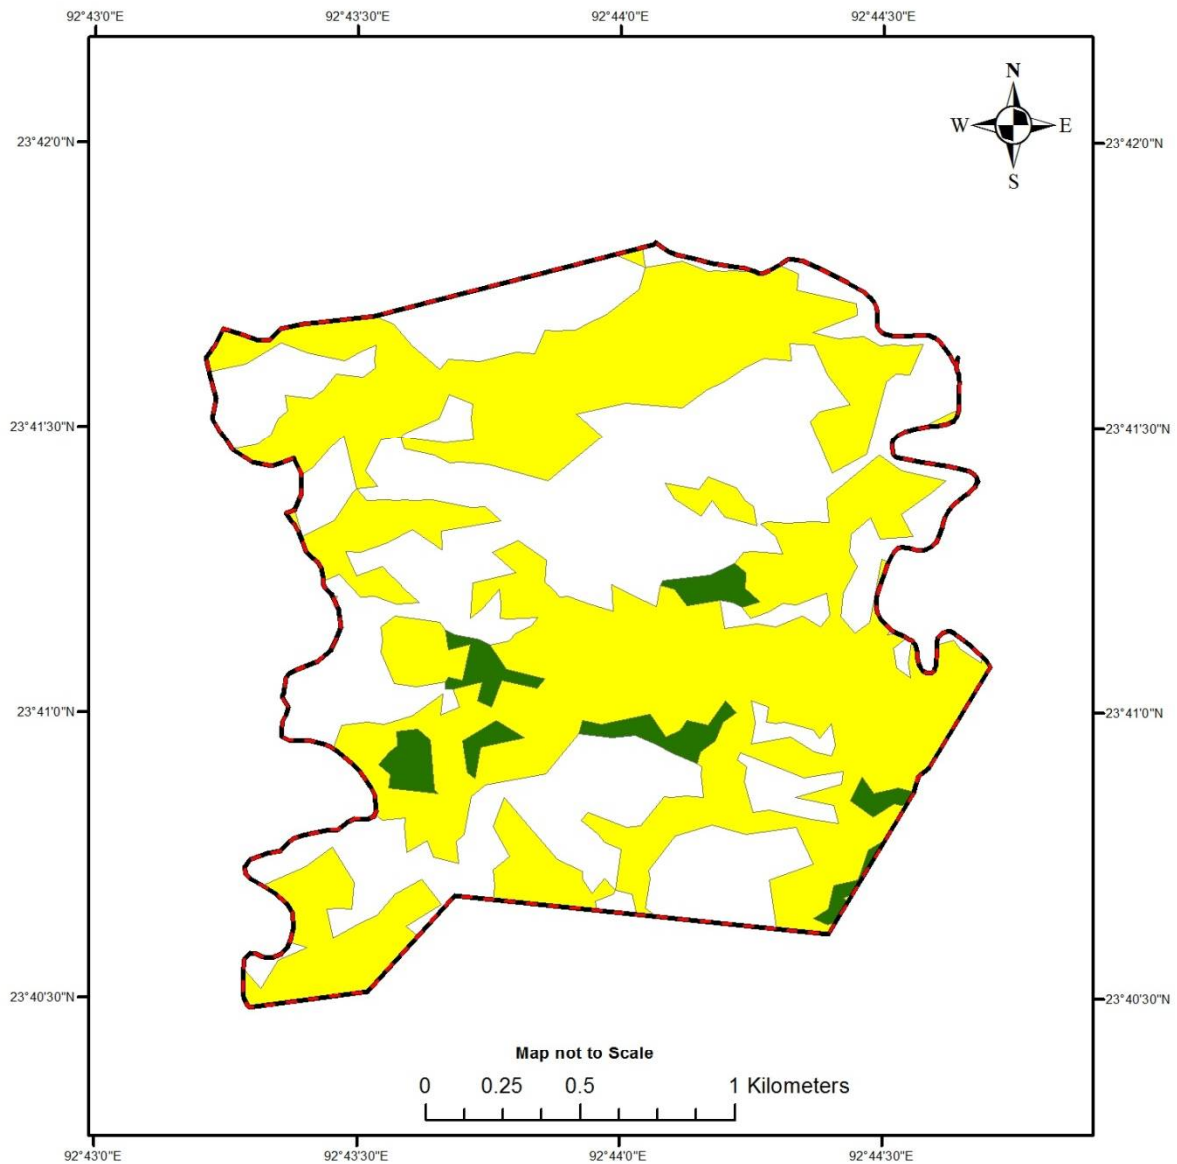 92°43'0"E 92°43'30"E 92°44'0"E 92°44'30"E
N
W E
S
23°42'0"N 23°42'0"N
23°41'30"N 23°41'30"N
23°41'0"N 23°41'0"N
23°40'30"N 23°40'30"N
Map not to Scale
0 0.25 0.5 1 Kilometers
92°43'0"E 92°43'30"E 92°44'0"E 92°44'30"E